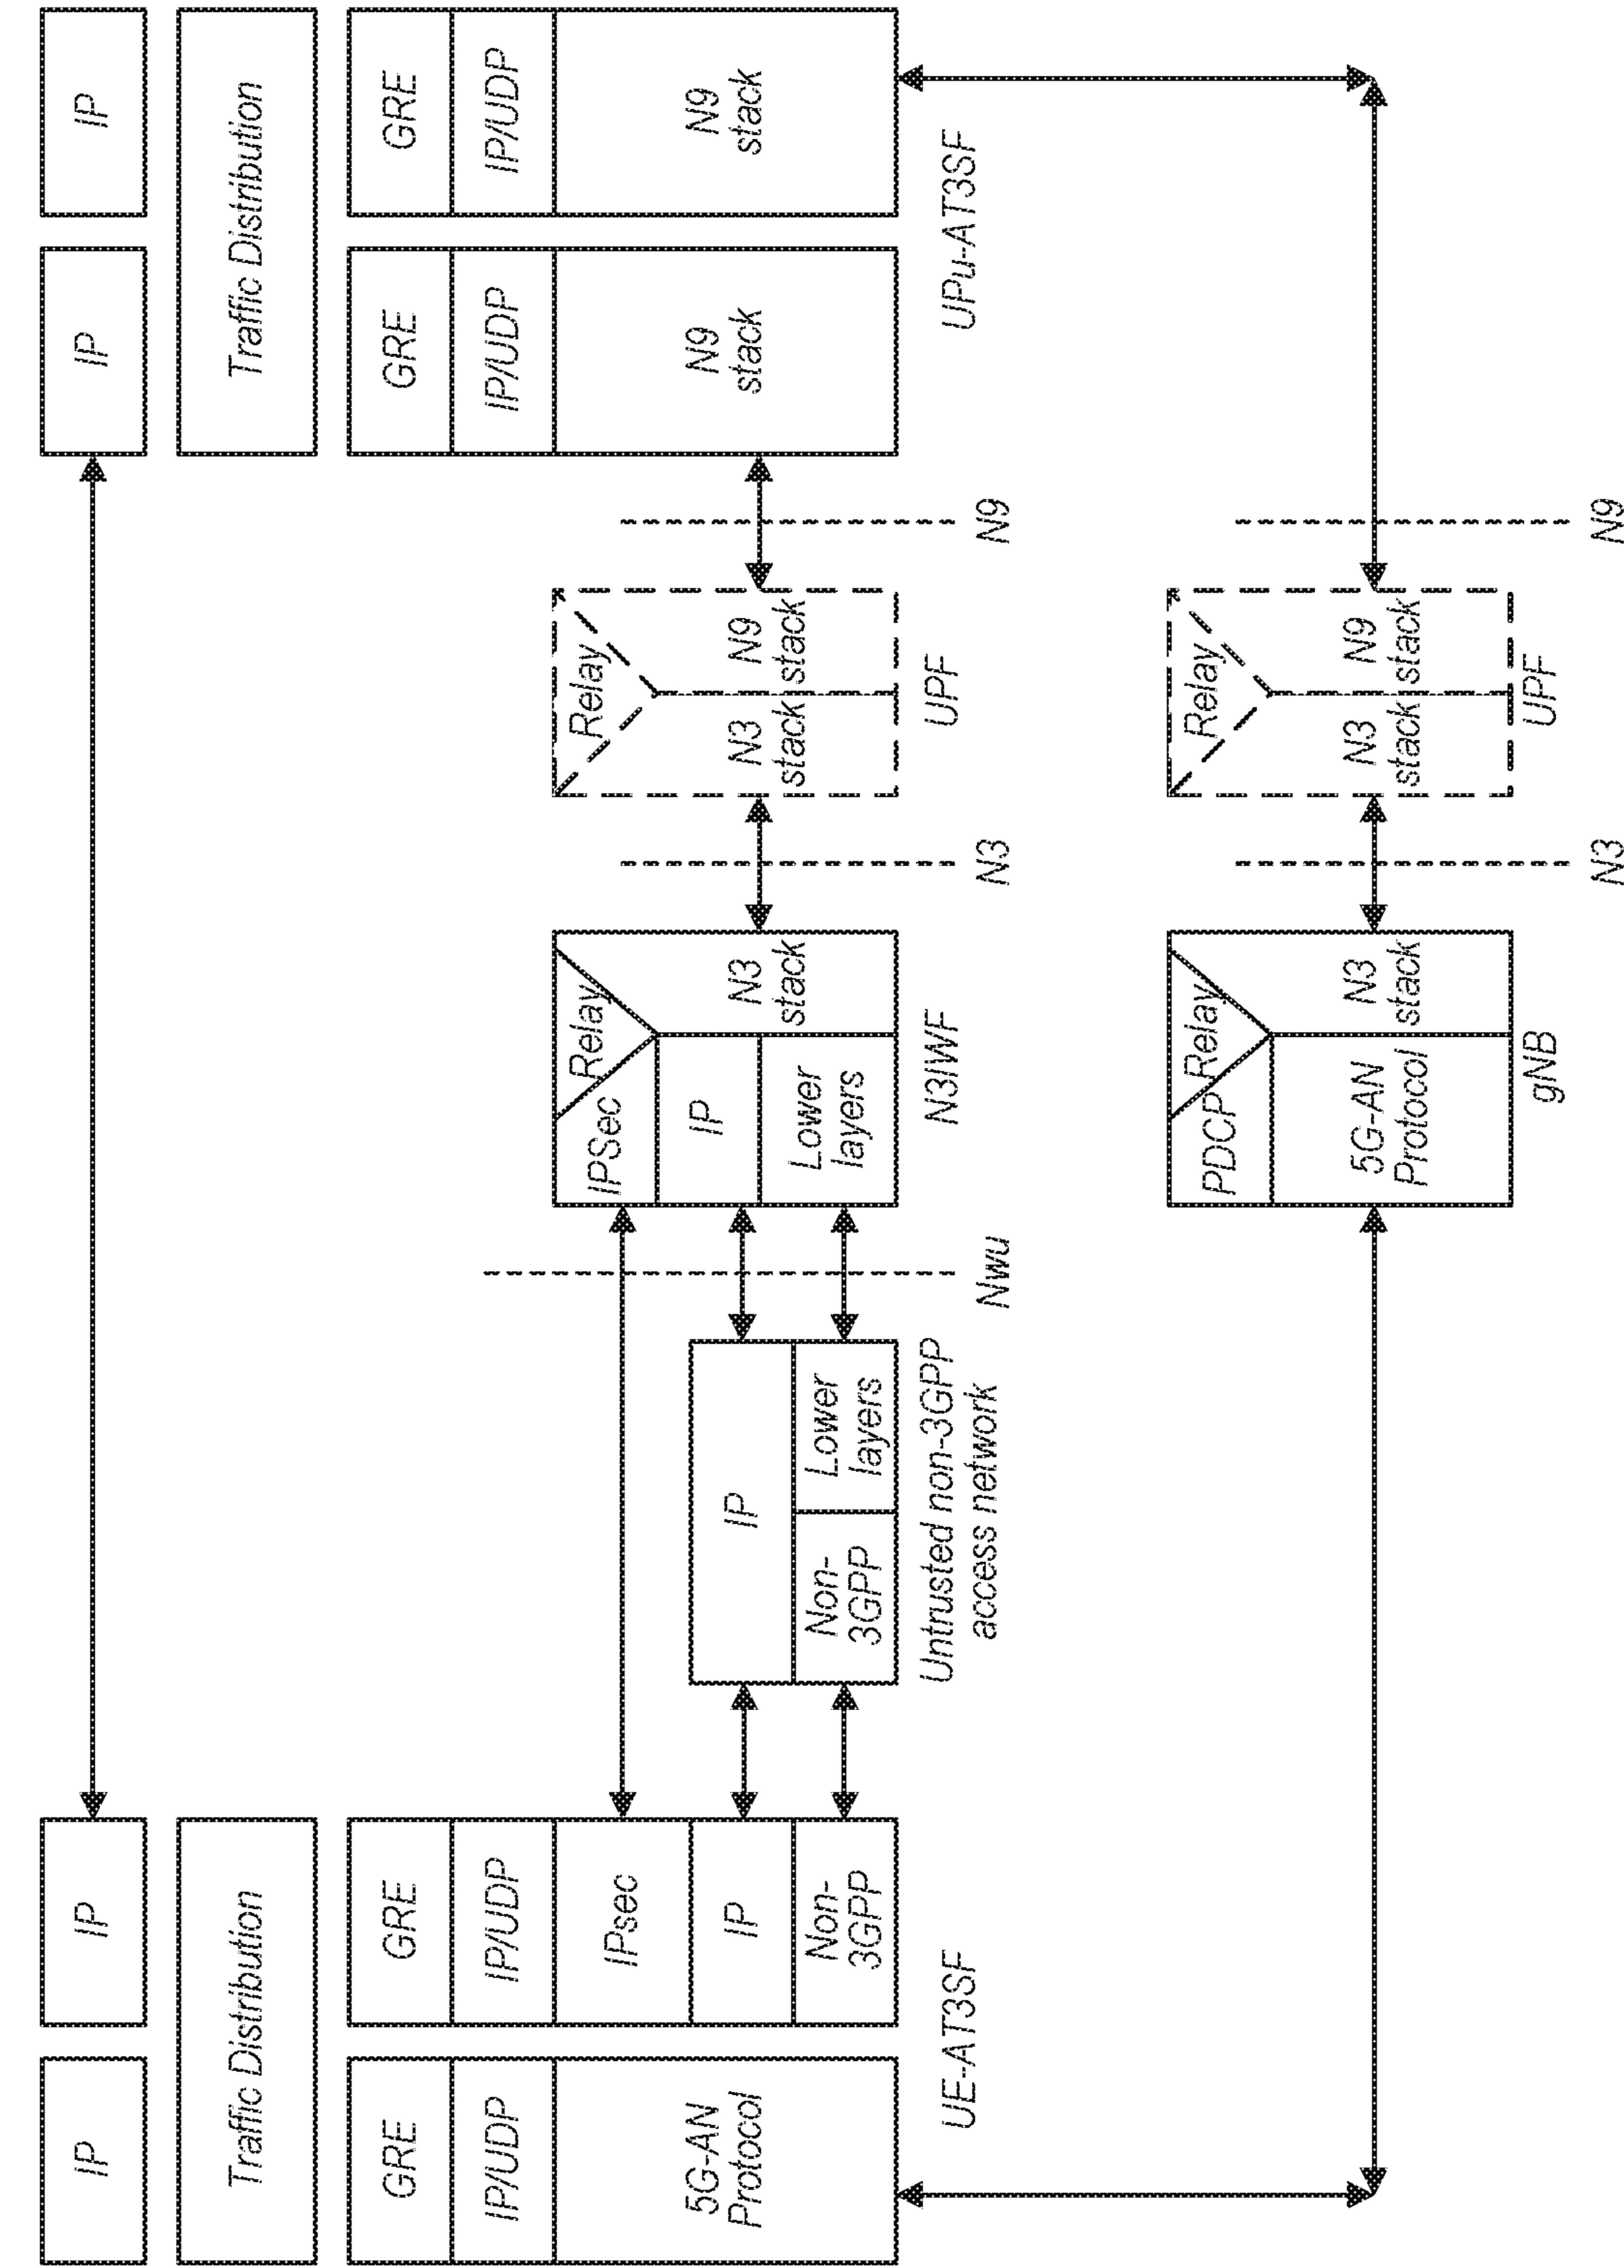 IP
IP
IP
IP
Traffic Distribution
Traffic Distribution
GRE
GRE
GRE
GRE
IP/UDP
IP/UDP
IP/UDP
IP/UDP
5G-AN
Protocol
IPsec
IP
Non-
3GPP
UE-AT3SF
IP
Non-
3GPP
Lower
layers
Untrusted non-3GPP
access network
Nwu
IPSec
Relay
IP
Lower
layers
N3
stack
N3IWF
N3
Relay
N3
stack
N9
stack
UPF
N9
N9
stack
N9
stack
UPu-AT3SF
PDCP
Relay
5G-AN
Protocol
N3
stack
gNB
N3
Relay
N3
stack
N9
stack
UPF
N9